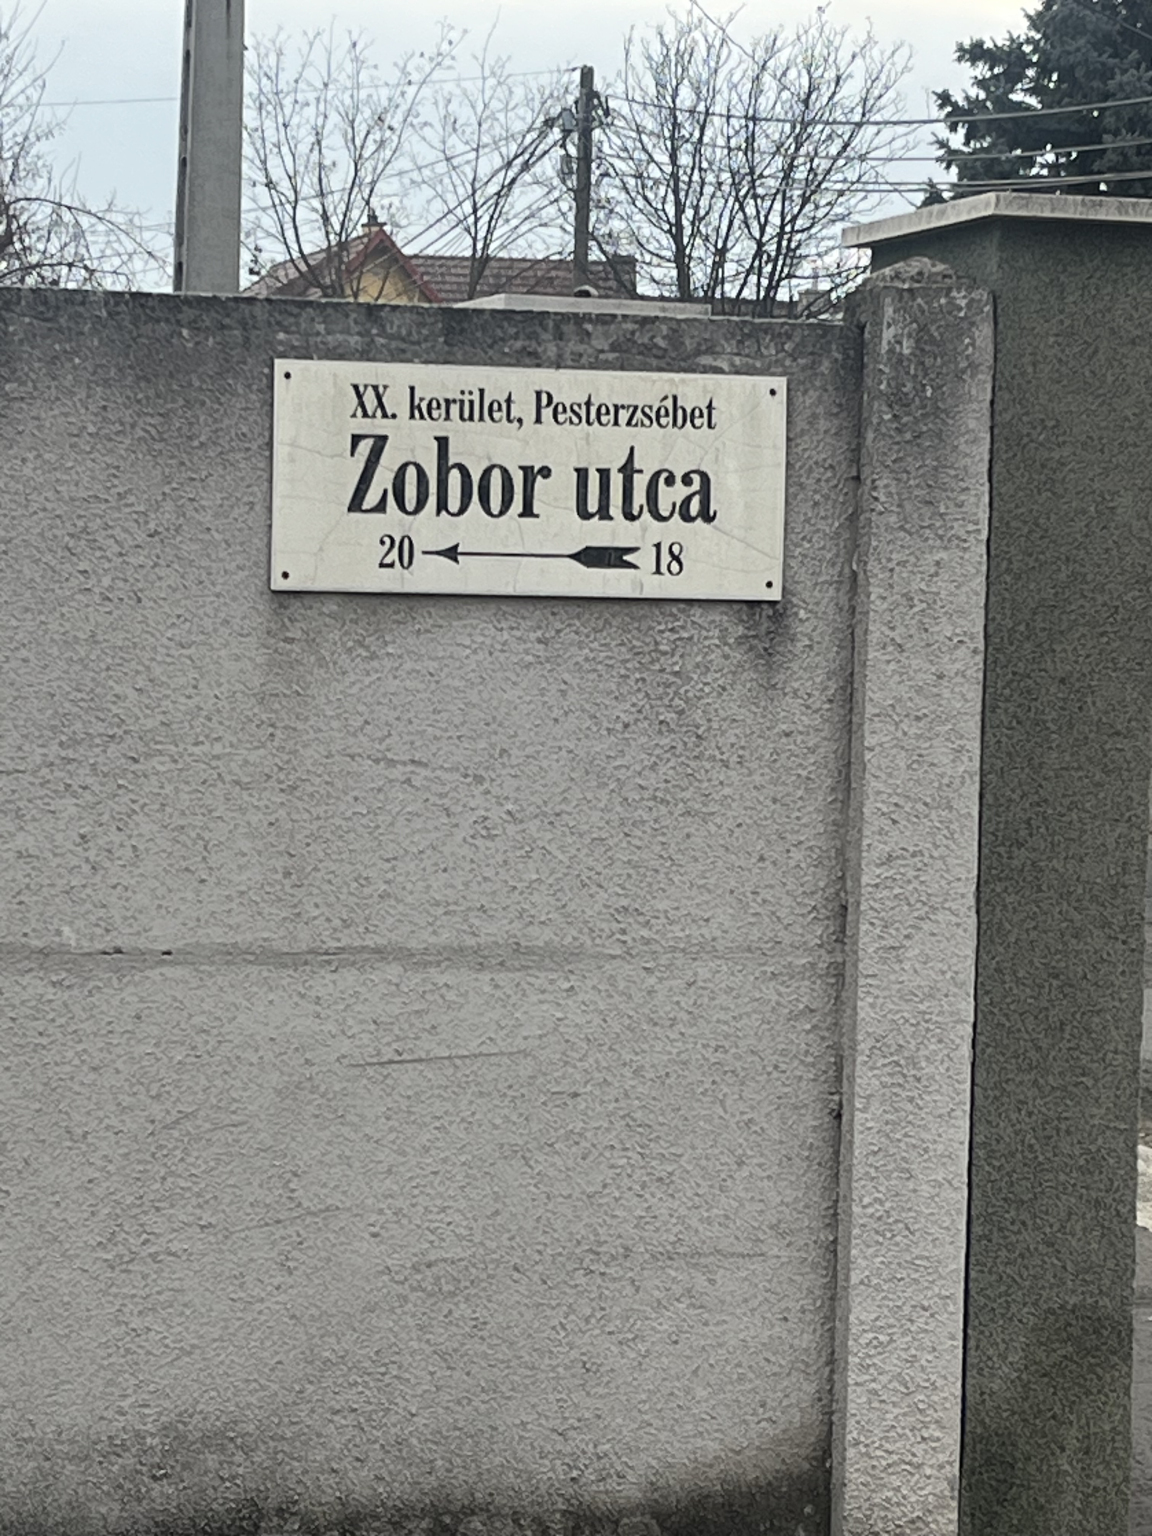 XX. kerület, Pesterzsébet
Zobor utca
20 18